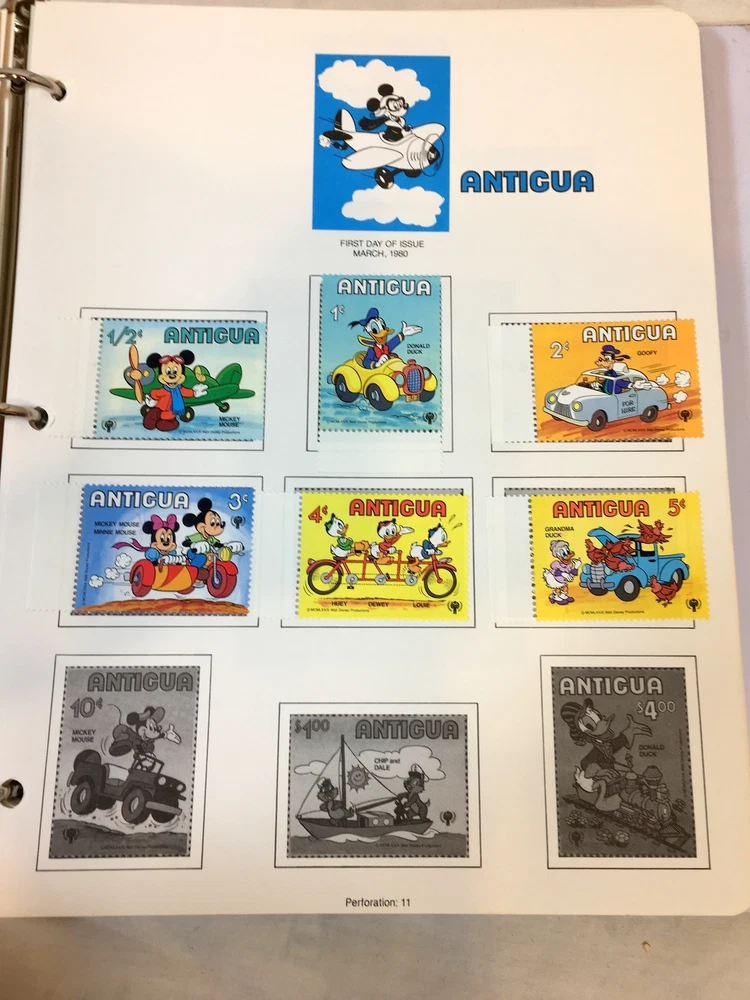 ANTIGUA
FIRST DAY OF ISSUE
MARCH, 1980
1/2¢ ANTIGUA
MICKEY
MOUSE
ANTIGUA
1¢
DONALD
DUCK
ANTIGUA
2¢
GOOFY
FOR
HIRE
ANTIGUA 3¢
MICKEY MOUSE
MINNIE MOUSE
4¢ ANTIGUA
HUEY DEWEY LOUIE
ANTIGUA 5¢
GRANDMA
DUCK
ANTIGUA
10¢
MICKEY
MOUSE
$4.00 ANTIGUA
CHIP and
DALE
ANTIGUA
$4.00
DONALD
DUCK
Perforation: 11